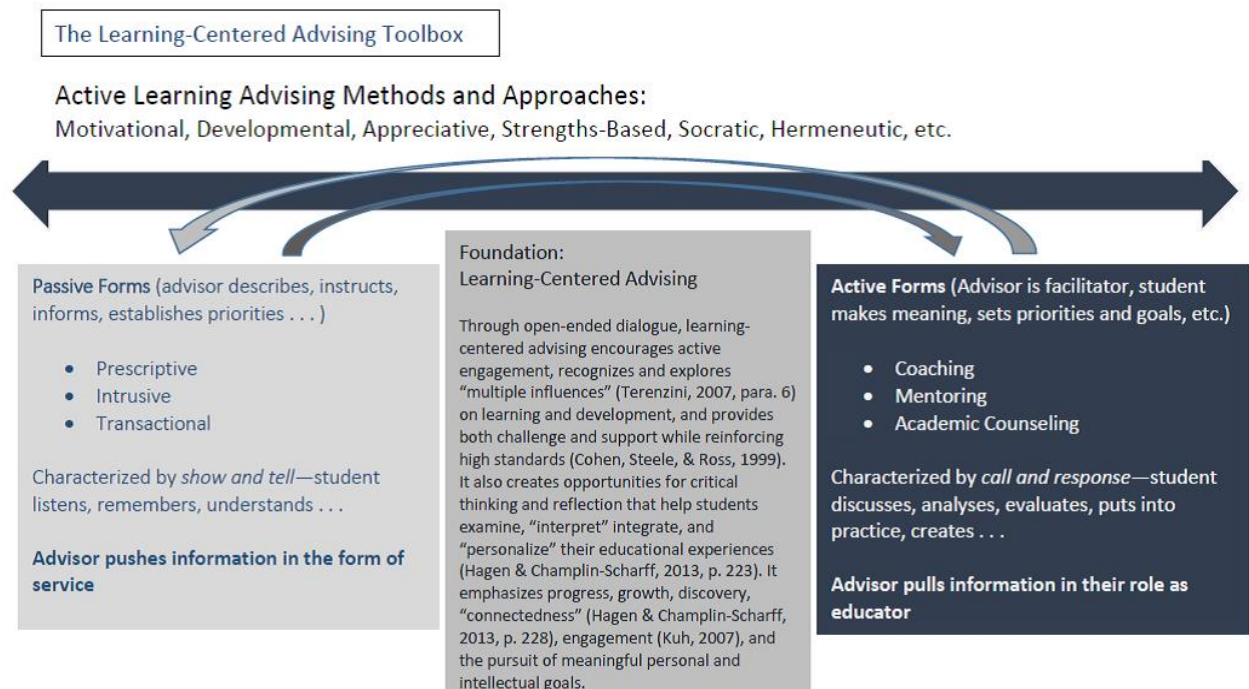 The Learning-Centered Advising Toolbox
Active Learning Advising Methods and Approaches:
Motivational, Developmental, Appreciative, Strengths-Based, Socratic, Hermeneutic, etc.
Passive Forms (advisor describes, instructs,
informs, establishes priorities . . . )
• Prescriptive
• Intrusive
• Transactional
Characterized by show and tell—student
listens, remembers, understands . . .
Advisor pushes information in the form of
service
Foundation:
Learning-Centered Advising
Through open-ended dialogue, learning-
centered advising encourages active
engagement, recognizes and explores
“multiple influences” (Terenzini, 2007, para. 6)
on learning and development, and provides
both challenge and support while reinforcing
high standards (Cohen, Steele, & Ross, 1999).
It also creates opportunities for critical
thinking and reflection that help students
examine, “interpret” integrate, and
“personalize” their educational experiences
(Hagen & Champlin-Scharff, 2013, p. 223). It
emphasizes progress, growth, discovery,
“connectedness” (Hagen & Champlin-Scharff,
2013, p. 228), engagement (Kuh, 2007), and
the pursuit of meaningful personal and
intellectual goals.
Active Forms (Advisor is facilitator, student
makes meaning, sets priorities and goals, etc.)
• Coaching
• Mentoring
• Academic Counseling
Characterized by call and response—student
discusses, analyses, evaluates, puts into
practice, creates . . .
Advisor pulls information in their role as
educator